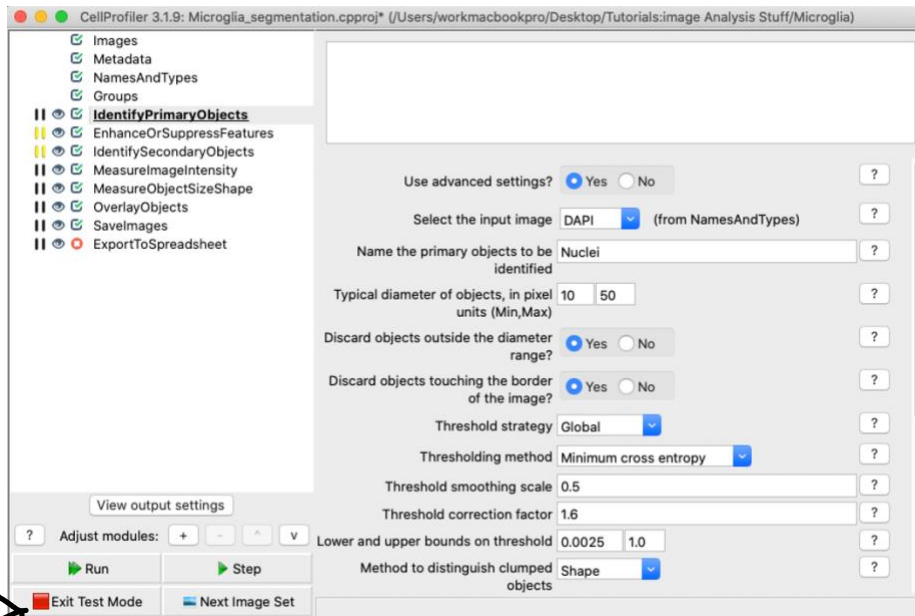 CellProfiler 3.1.9: Microglia_segmentation.cpproj* (/Users/workmacbookpro/Desktop/Tutorials:image Analysis Stuff/Microglia)
Images
Metadata
NamesAndTypes
Groups
IdentifyPrimaryObjects
EnhanceOrSuppressFeatures
IdentifySecondaryObjects
MeasureImageIntensity
MeasureObjectSizeShape
OverlayObjects
SaveImages
ExportToSpreadsheet
View output settings
? Adjust modules: + - ^ v
Run Step
Exit Test Mode Next Image Set
Use advanced settings? Yes No ?
Select the input image DAPI (from NamesAndTypes) ?
Name the primary objects to be Nuclei ?
identified
Typical diameter of objects, in pixel 10 50 ?
units (Min,Max)
Discard objects outside the diameter Yes No ?
range?
Discard objects touching the border Yes No ?
of the image?
Threshold strategy Global ?
Thresholding method Minimum cross entropy ?
Threshold smoothing scale 0.5 ?
Threshold correction factor 1.6 ?
Lower and upper bounds on threshold 0.0025 1.0 ?
Method to distinguish clumped Shape ?
objects